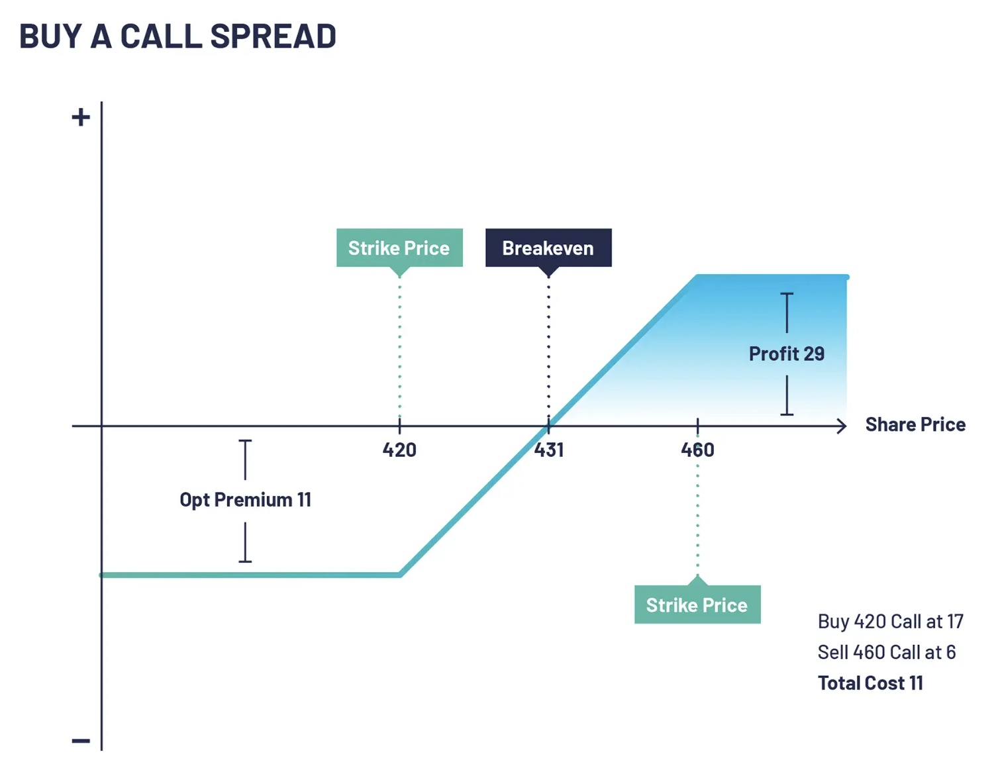 BUY A CALL SPREAD
+
Strike Price
Breakeven
Profit 29
Share Price
420
431
460
Opt Premium 11
Strike Price
Buy 420 Call at 17
Sell 460 Call at 6
Total Cost 11
−